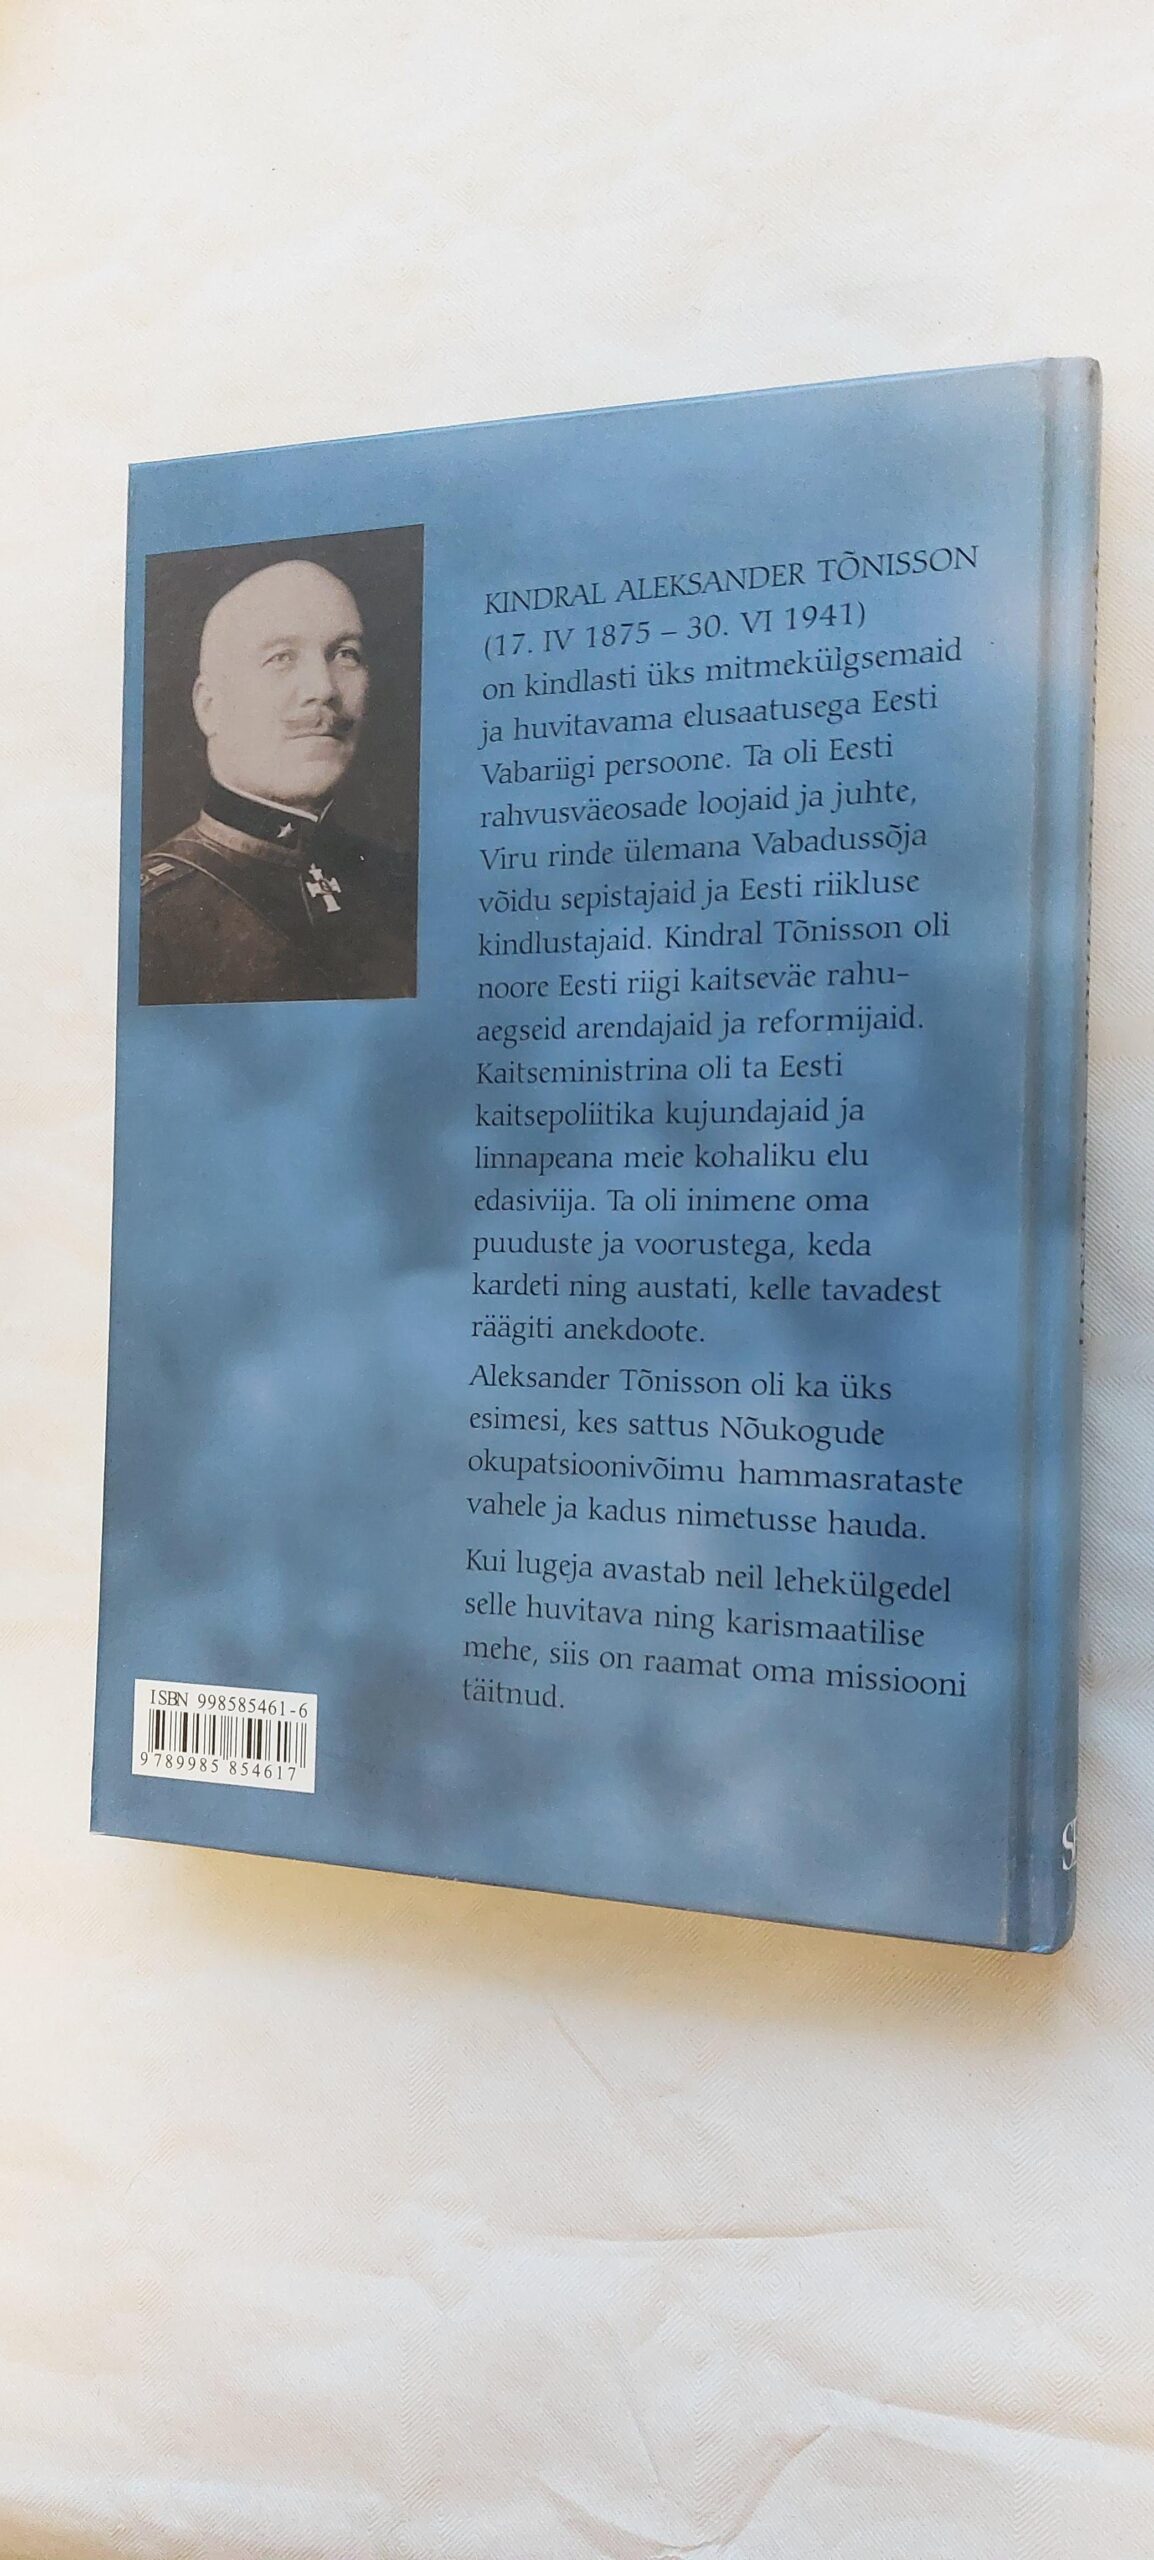 KINDRAL ALEKSANDER TÕNISSON
(17. IV 1875 – 30. VI 1941)
on kindlasti üks mitmekülgsemaid
ja huvitavama elusaatusega Eesti
Vabariigi persoone. Ta oli Eesti
rahvusväeosade loojaid ja juhte,
Viru rinde ülemana Vabadussõja
võidu sepistajaid ja Eesti riikluse
kindlustajaid. Kindral Tõnisson oli
noore Eesti riigi kaitseväe rahu-
aegseid arendajaid ja reformijaid.
Kaitseministrina oli ta Eesti
kaitsepoliitika kujundajaid ja
linnapeana meie kohaliku elu
edasiviija. Ta oli inimene oma
puuduste ja voorustega, keda
kardeti ning austati, kelle tavadest
räägiti anekdoote.
Aleksander Tõnisson oli ka üks
esimesi, kes sattus Nõukogude
okupatsioonivõimu hammasrataste
vahele ja kadus nimetusse hauda.
Kui lugeja avastab neil lehekülgedel
selle huvitava ning karismaatilise
mehe, siis on raamat oma missiooni
täitnud.
ISBN 998585461-6
9 789985 854617